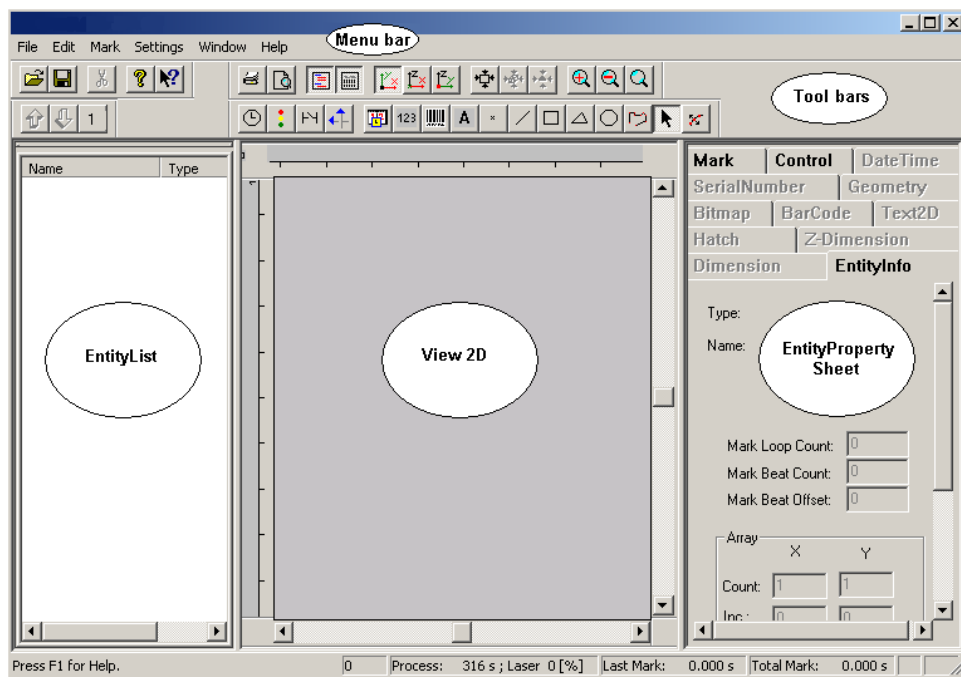 File Edit Mark Settings Window Help
Menu bar
Tool bars
1
123
A
Name Type
EntityList
View 2D
Mark Control DateTime
SerialNumber Geometry
Bitmap BarCode Text2D
Hatch Z-Dimension
Dimension EntityInfo
Type:
Name:
EntityProperty
Sheet
Mark Loop Count: 0
Mark Beat Count: 0
Mark Beat Offset: 0
Array
X Y
Count: 1 1
Inc.: 0 0
Press F1 for Help. 0 Process: 316 s ; Laser 0 [%] Last Mark: 0.000 s Total Mark: 0.000 s